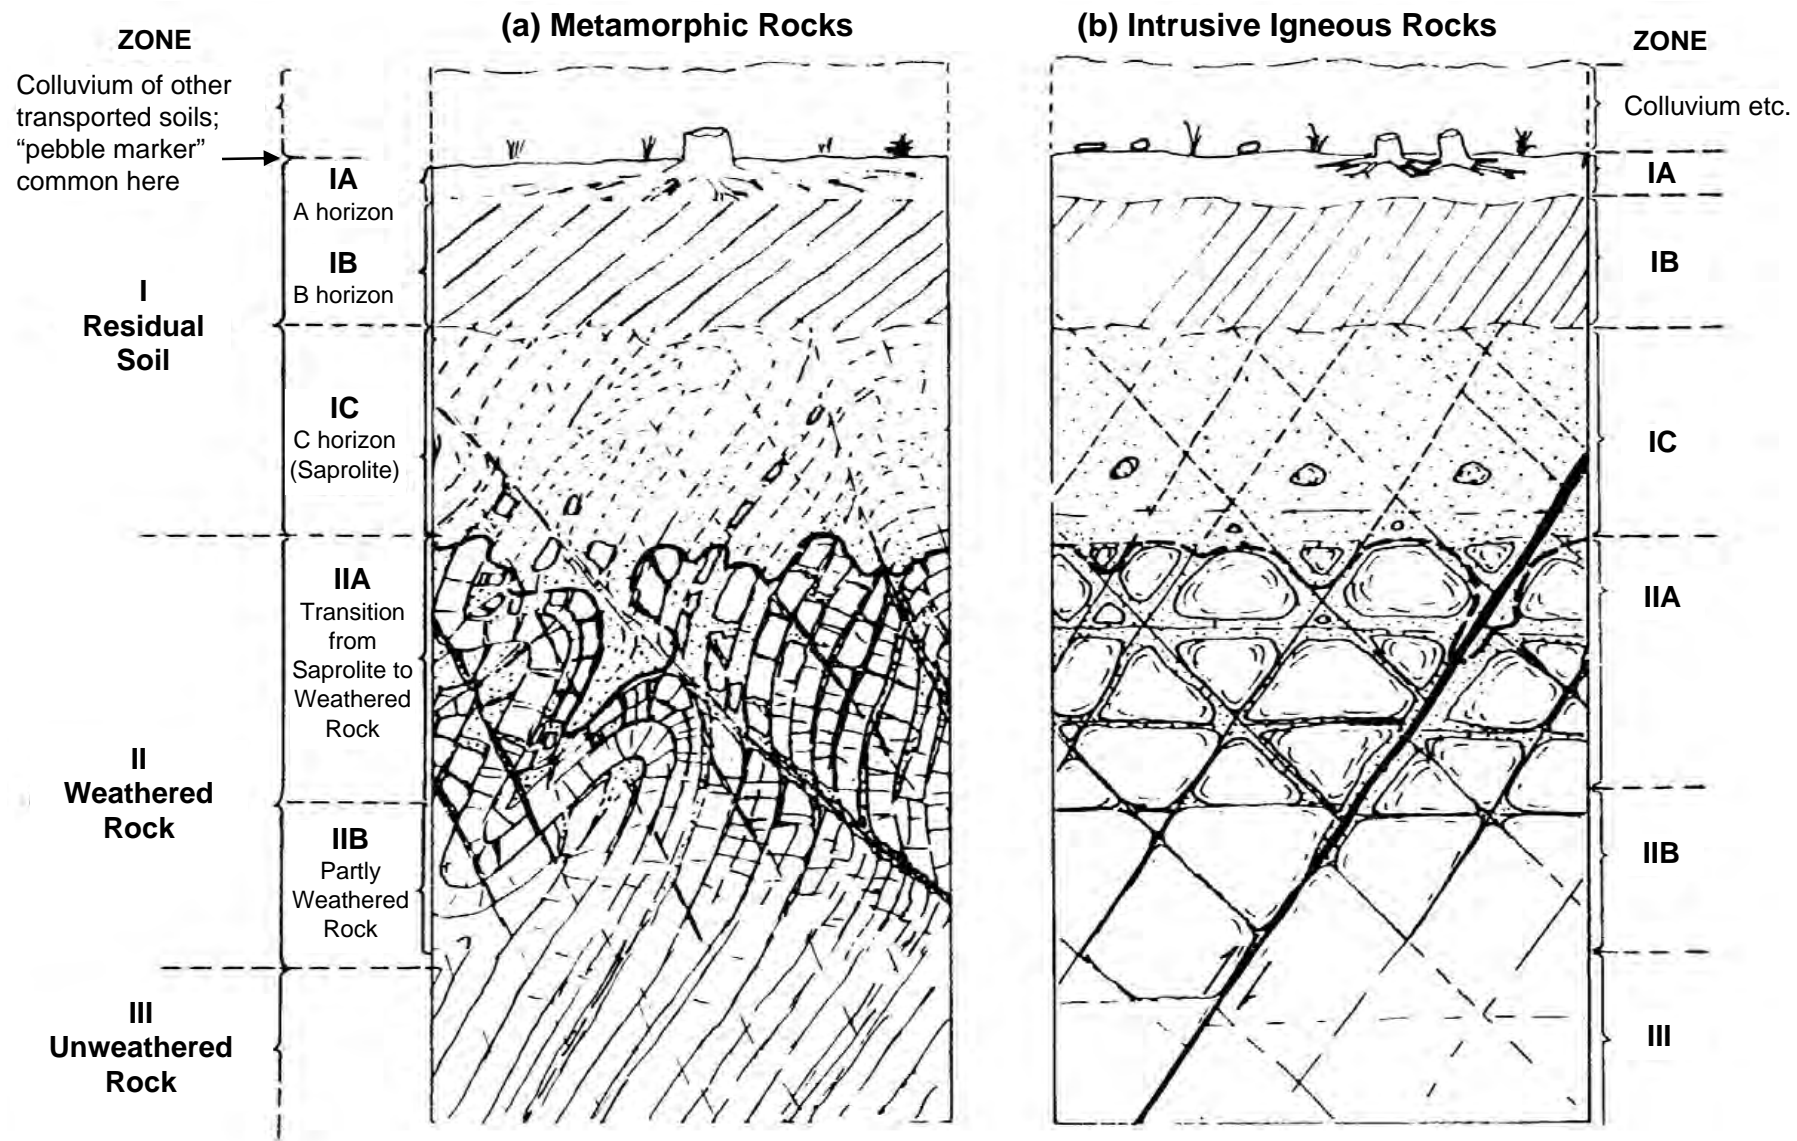 (a) Metamorphic Rocks
(b) Intrusive Igneous Rocks
ZONE
Colluvium of other
transported soils;
“pebble marker”
common here
I
Residual
Soil
II
Weathered
Rock
III
Unweathered
Rock
IA
A horizon
IB
B horizon
IC
C horizon
(Saprolite)
IIA
Transition
from
Saprolite to
Weathered
Rock
IIB
Partly
Weathered
Rock
ZONE
Colluvium etc.
IA
IB
IC
IIA
IIB
III